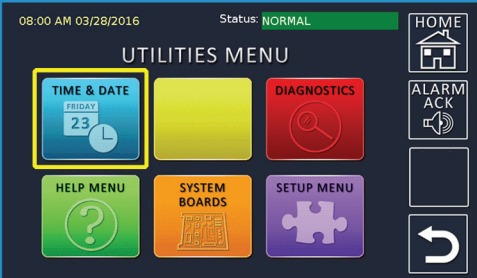 08:00 AM 03/28/2016
Status: NORMAL
HOME
UTILITIES MENU
TIME & DATE
FRIDAY
23
DIAGNOSTICS
ALARM
ACK
HELP MENU
?
SYSTEM
BOARDS
SETUP MENU